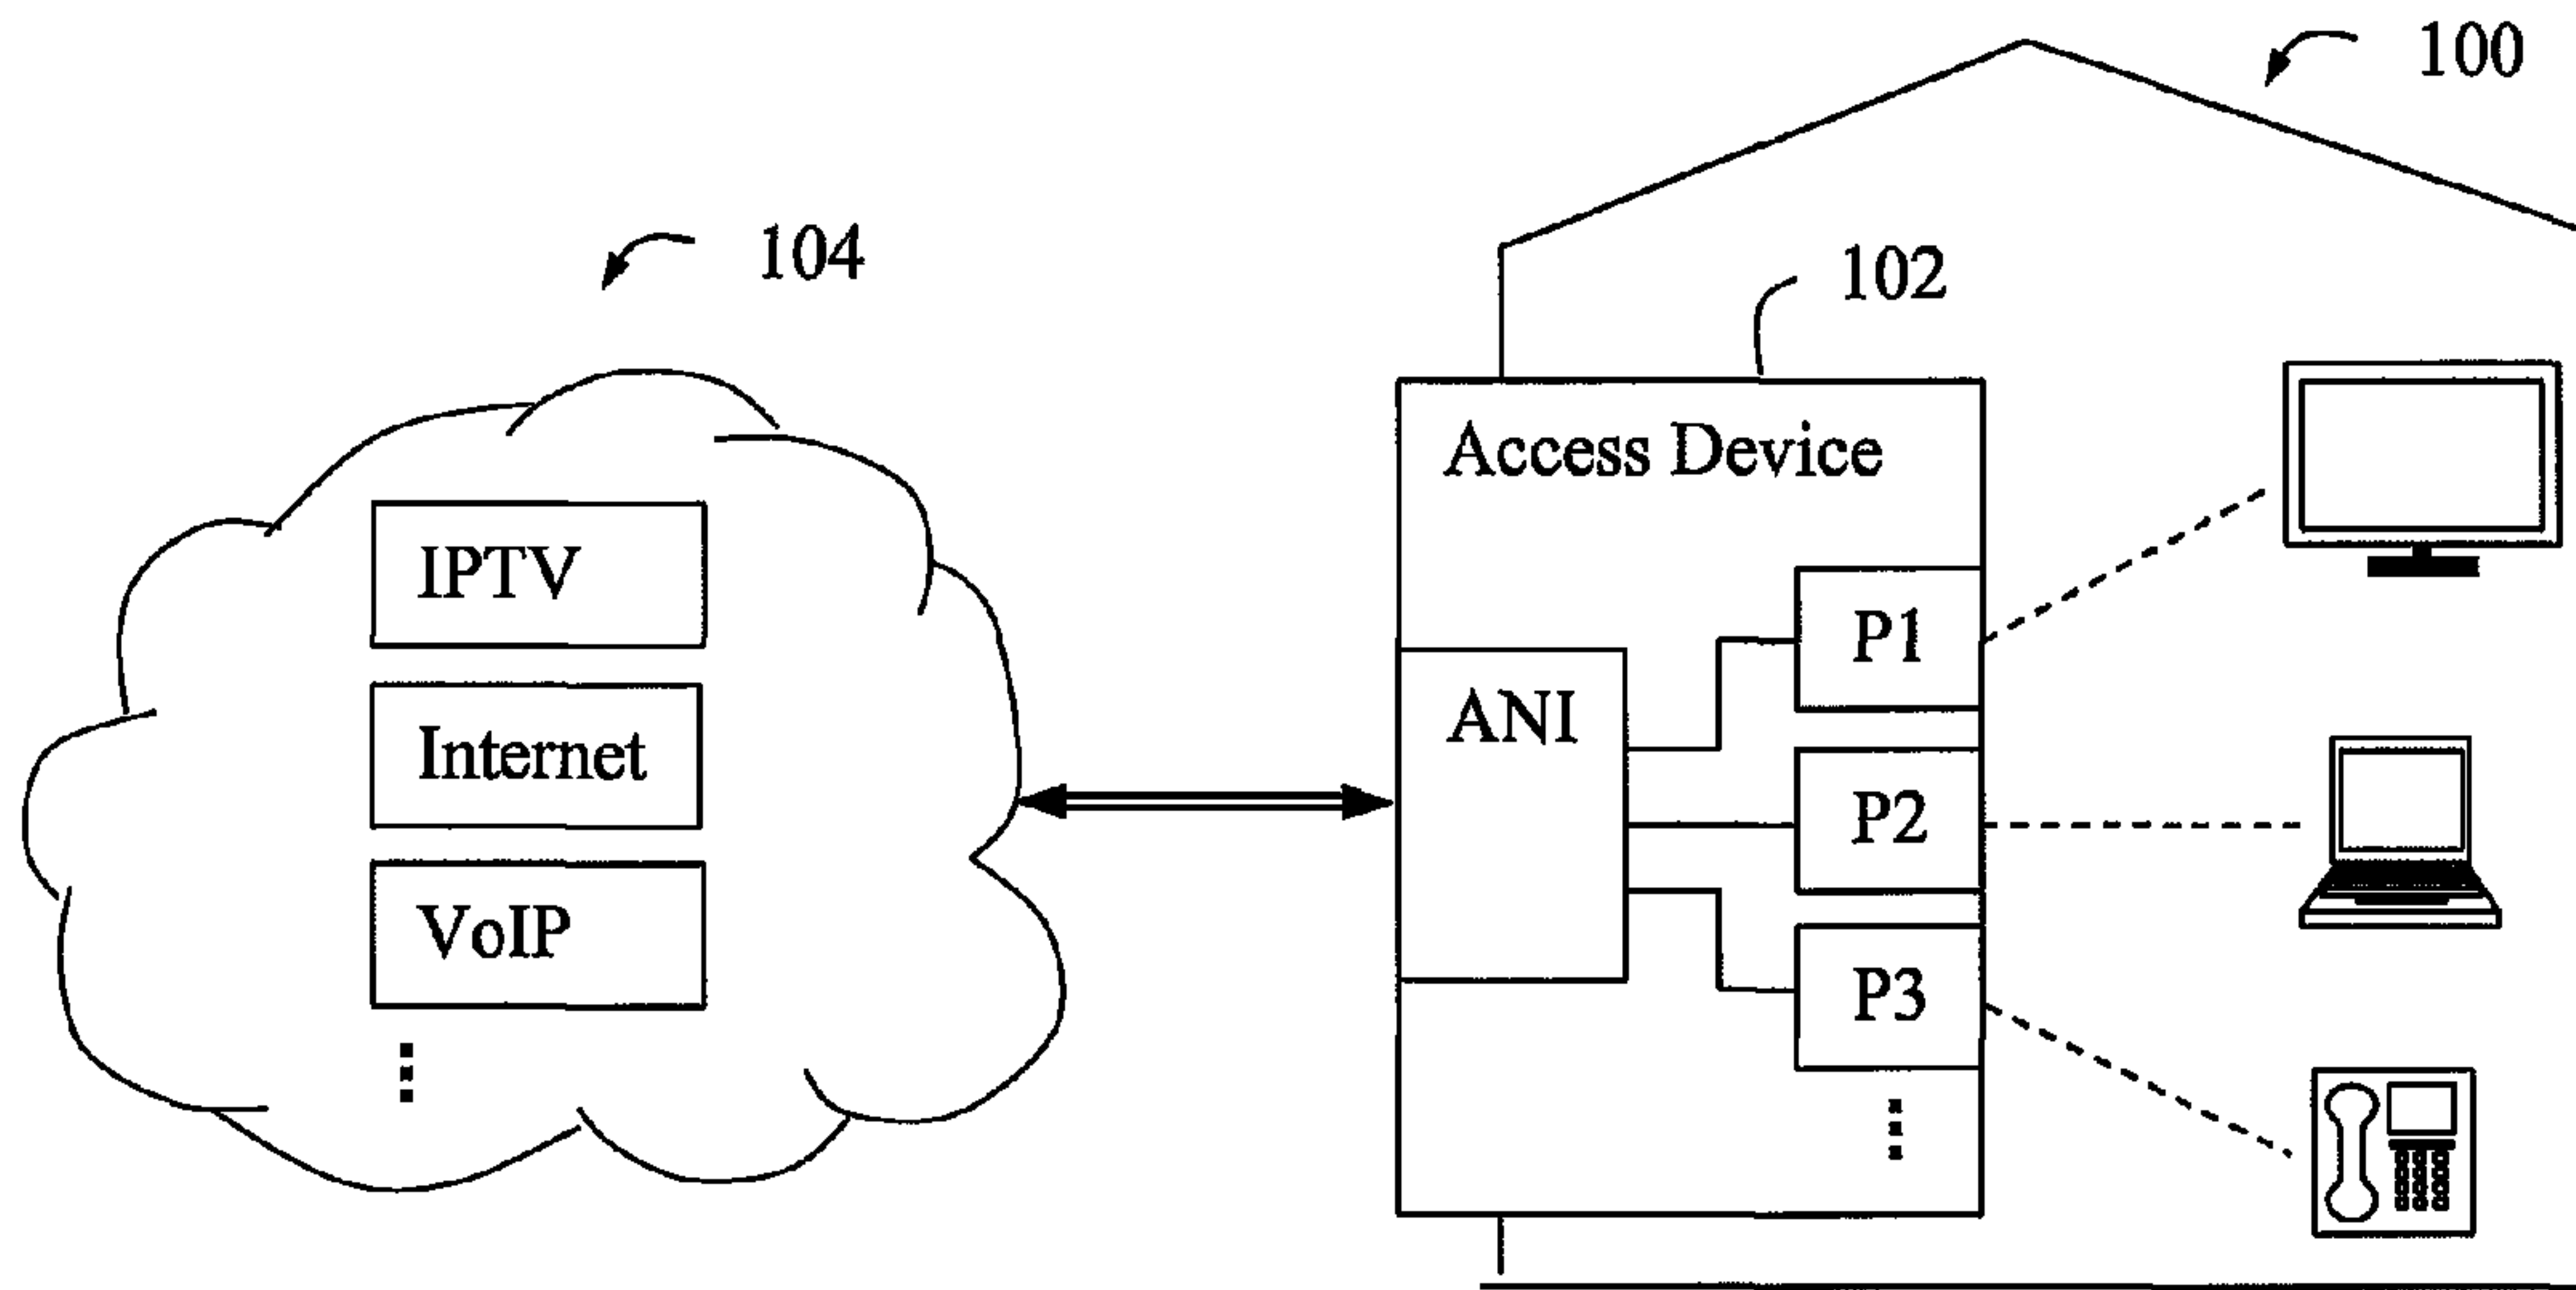 100
104
102
Access Device
IPTV
Internet
VoIP
ANI
P1
P2
P3